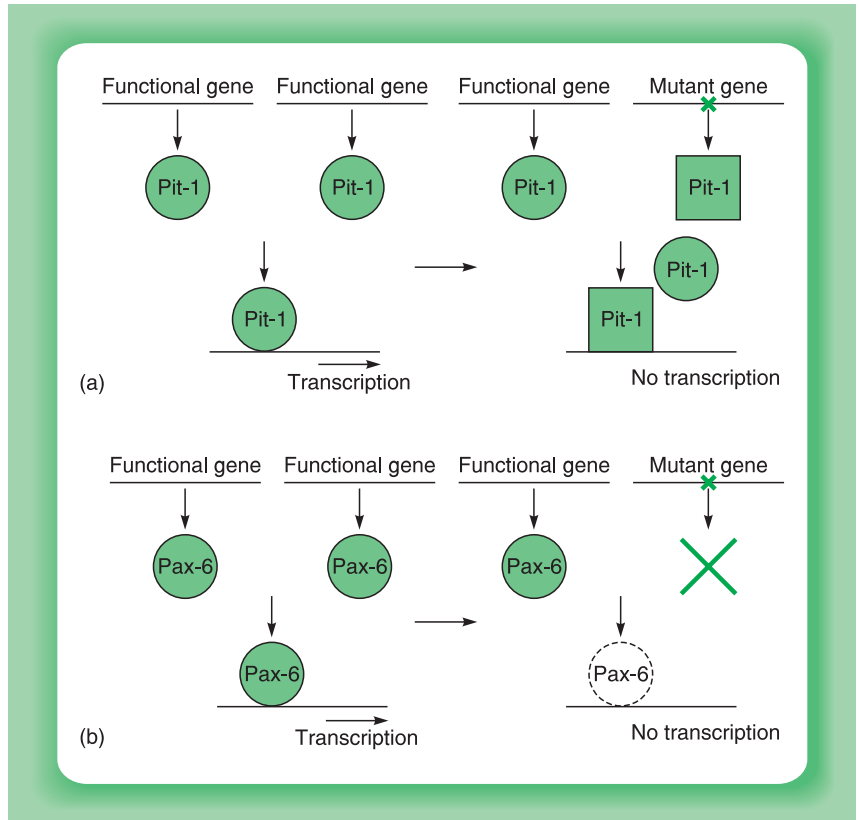 Functional gene Functional gene Functional gene Mutant gene
Pit-1 Pit-1 Pit-1 Pit-1
Pit-1
Pit-1 Pit-1
Transcription No transcription
(a)
Functional gene Functional gene Functional gene Mutant gene
Pax-6 Pax-6 Pax-6
Pax-6 Pax-6
Transcription No transcription
(b)